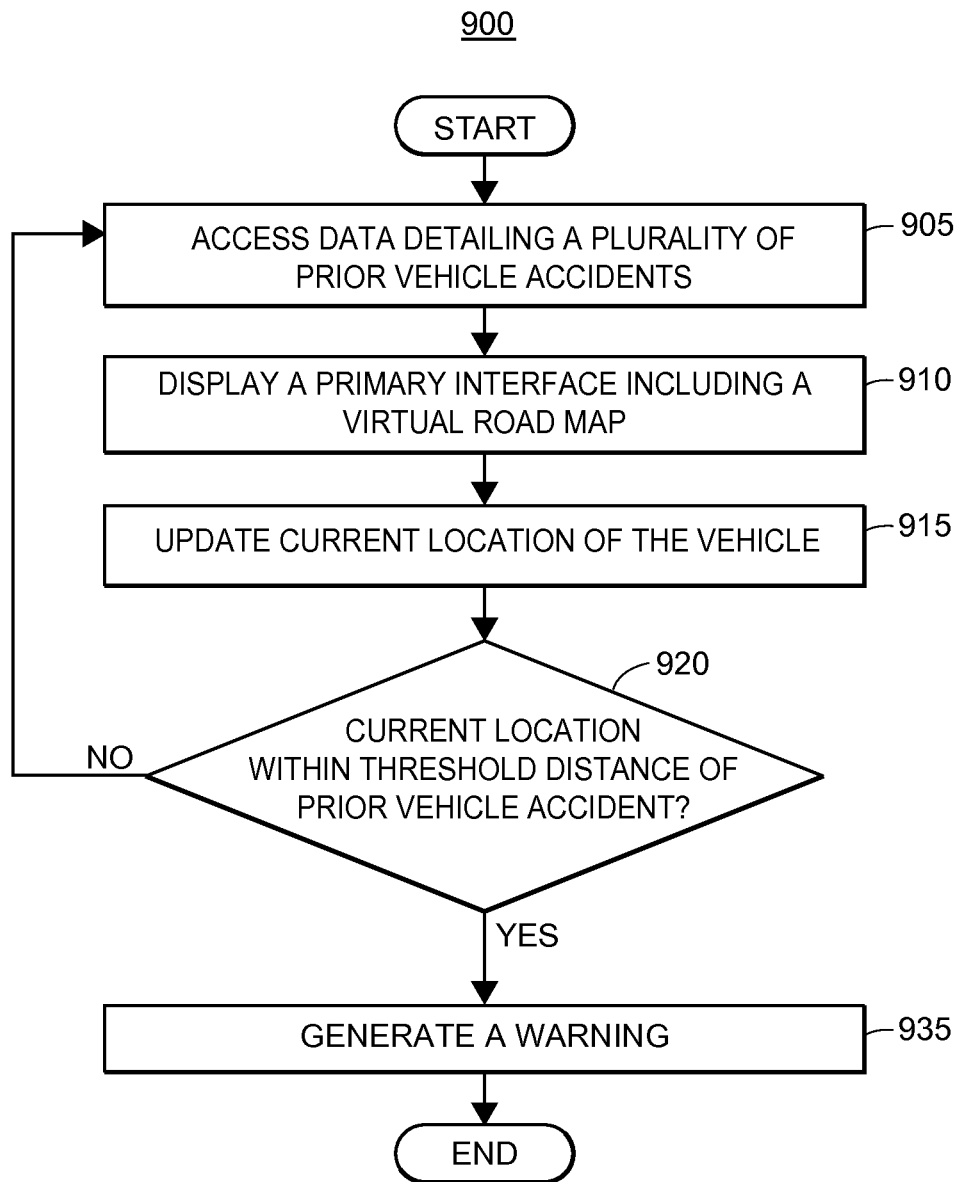 900
START
ACCESS DATA DETAILING A PLURALITY OF
PRIOR VEHICLE ACCIDENTS
905
DISPLAY A PRIMARY INTERFACE INCLUDING A
VIRTUAL ROAD MAP
910
UPDATE CURRENT LOCATION OF THE VEHICLE
915
920
CURRENT LOCATION
WITHIN THRESHOLD DISTANCE OF
PRIOR VEHICLE ACCIDENT?
NO
YES
GENERATE A WARNING
935
END